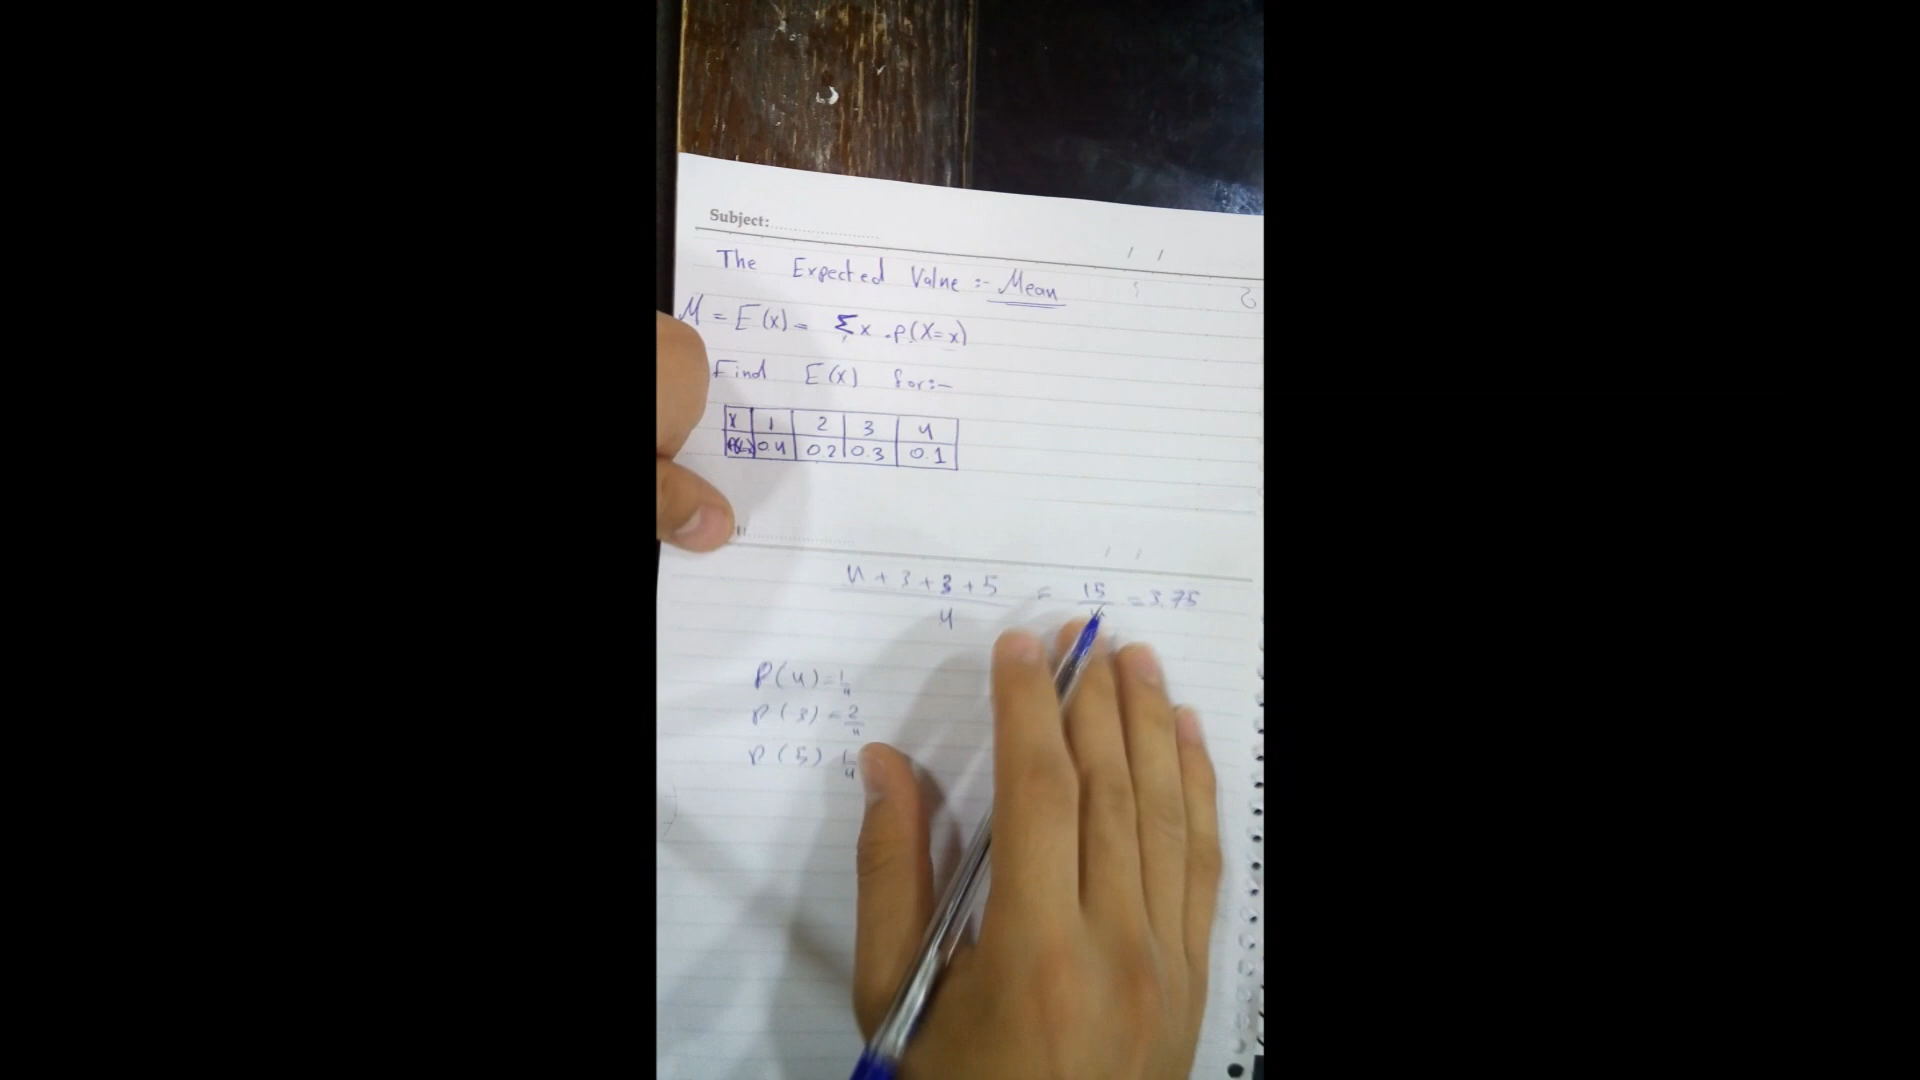 Subject:
The Expected Value :- Mean
M = E(x) = Σx . p(X=x)
Find E(x) for:-
X 1 2 3 4
0.4 0.2 0.3 0.1
4 + 3 + 3 + 5 = 15 = 3.75
4
P(4) = 1/4
P(3) = 2/4
P(5) 1/4